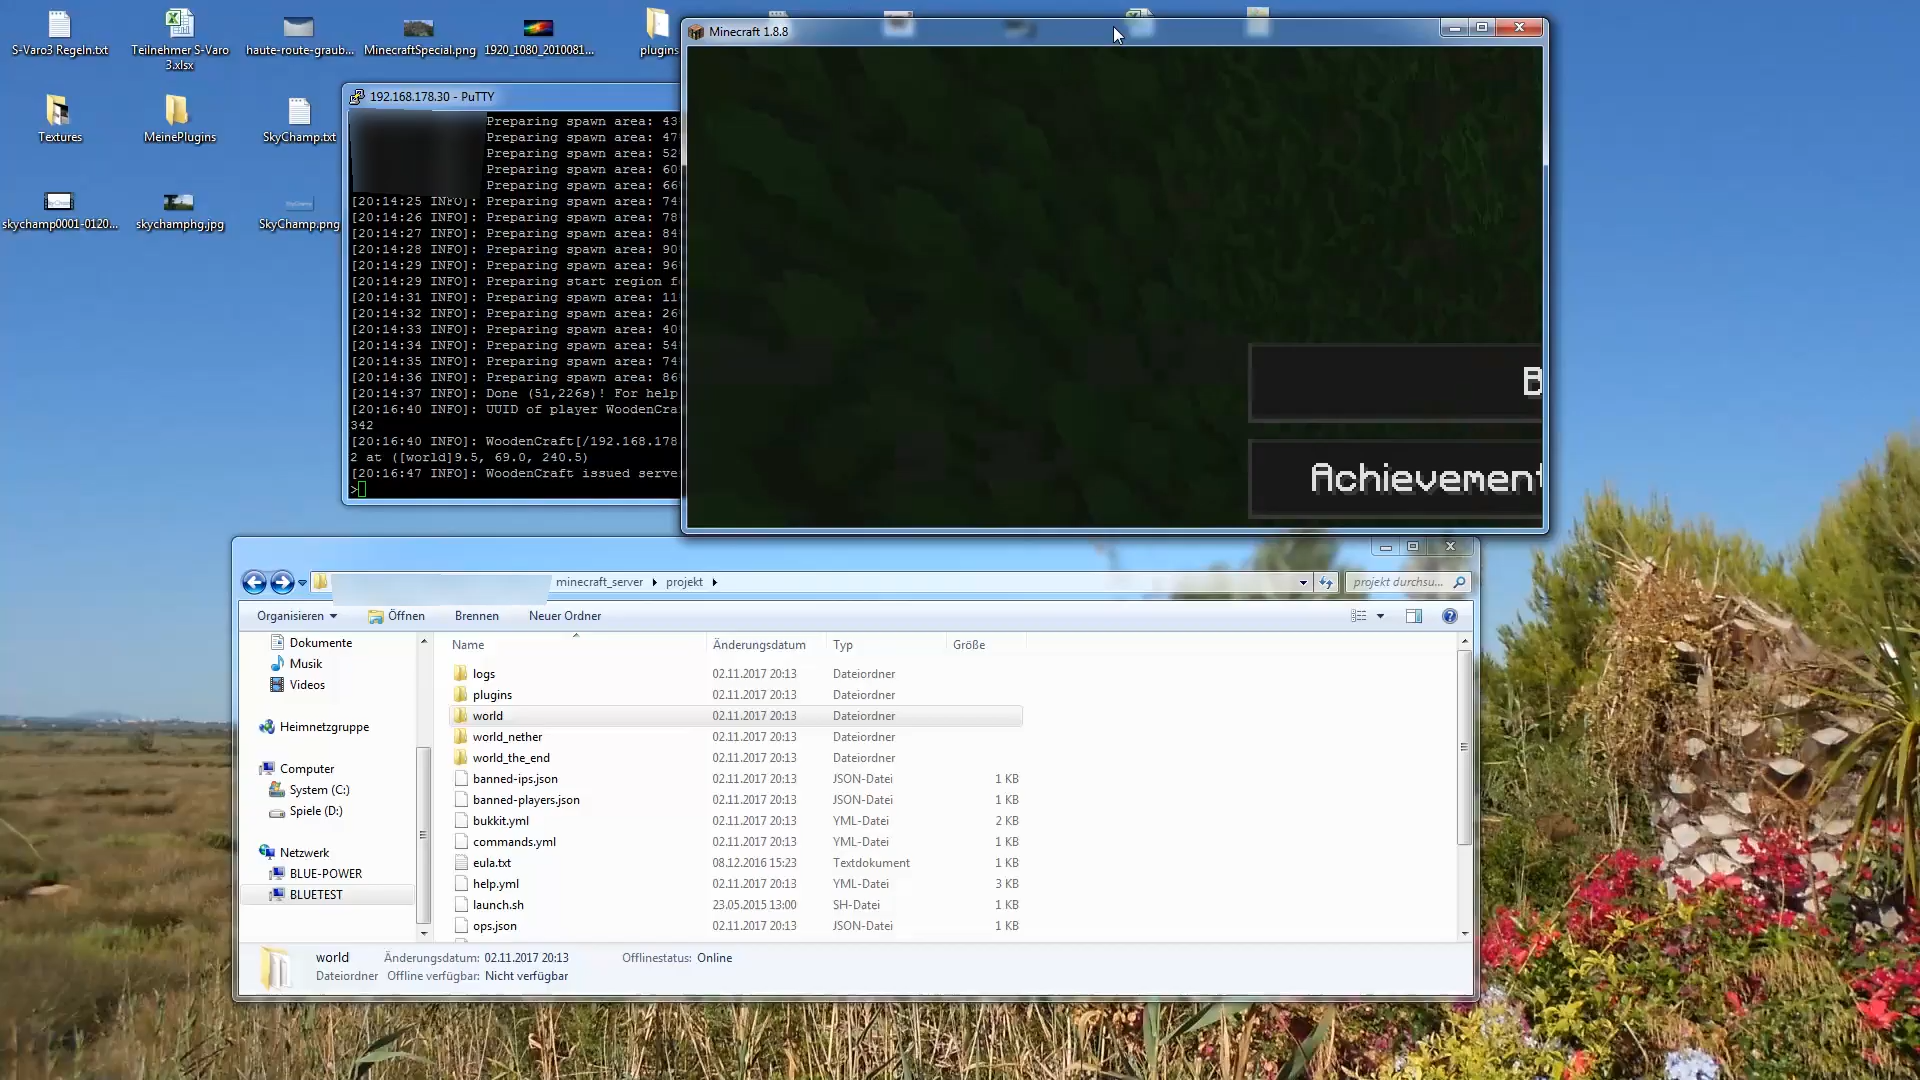 S-Varo3 Regeln.txt
Teilnehmer S-Varo
3.xlsx
haute-route-graub...
MinecraftSpecial.png
1920_1080_2010081...
plugins
Textures
MeinePlugins
SkyChamp.txt
skychamp0001-0120...
skychamphg.jpg
SkyChamp.png
192.168.178.30 - PuTTY
Preparing spawn area: 43
Preparing spawn area: 47
Preparing spawn area: 52
Preparing spawn area: 60
Preparing spawn area: 66
[20:14:25 INFO]: Preparing spawn area: 74
[20:14:26 INFO]: Preparing spawn area: 78
[20:14:27 INFO]: Preparing spawn area: 84
[20:14:28 INFO]: Preparing spawn area: 90
[20:14:29 INFO]: Preparing spawn area: 96
[20:14:29 INFO]: Preparing start region f
[20:14:31 INFO]: Preparing spawn area: 11
[20:14:32 INFO]: Preparing spawn area: 26
[20:14:33 INFO]: Preparing spawn area: 40
[20:14:34 INFO]: Preparing spawn area: 54
[20:14:35 INFO]: Preparing spawn area: 74
[20:14:36 INFO]: Preparing spawn area: 86
[20:14:37 INFO]: Done (51,226s)! For help
[20:16:40 INFO]: UUID of player WoodenCra
342
[20:16:40 INFO]: WoodenCraft[/192.168.178
2 at ([world]9.5, 69.0, 240.5)
[20:16:47 INFO]: WoodenCraft issued serve
>
Minecraft 1.8.8
B
Achievement
minecraft_server ▸ projekt ▸
projekt durchsu...
Organisieren
Öffnen
Brennen
Neuer Ordner
Dokumente
Musik
Videos
Heimnetzgruppe
Computer
System (C:)
Spiele (D:)
Netzwerk
BLUE-POWER
BLUETEST
Name Änderungsdatum Typ Größe
logs 02.11.2017 20:13 Dateiordner
plugins 02.11.2017 20:13 Dateiordner
world 02.11.2017 20:13 Dateiordner
world_nether 02.11.2017 20:13 Dateiordner
world_the_end 02.11.2017 20:13 Dateiordner
banned-ips.json 02.11.2017 20:13 JSON-Datei 1 KB
banned-players.json 02.11.2017 20:13 JSON-Datei 1 KB
bukkit.yml 02.11.2017 20:13 YML-Datei 2 KB
commands.yml 02.11.2017 20:13 YML-Datei 1 KB
eula.txt 08.12.2016 15:23 Textdokument 1 KB
help.yml 02.11.2017 20:13 YML-Datei 3 KB
launch.sh 23.05.2015 13:00 SH-Datei 1 KB
ops.json 02.11.2017 20:13 JSON-Datei 1 KB
world Änderungsdatum: 02.11.2017 20:13 Offlinestatus: Online
Dateiordner Offline verfügbar: Nicht verfügbar